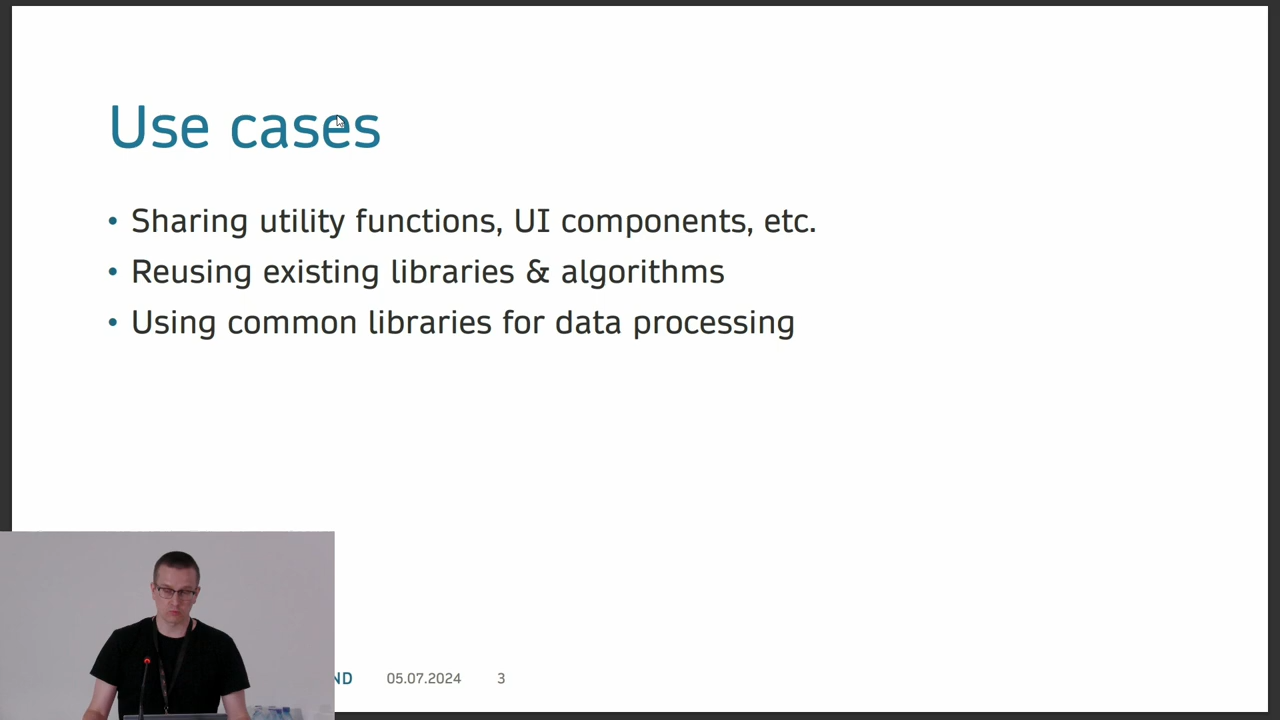 Use cases
• Sharing utility functions, UI components, etc.
• Reusing existing libraries & algorithms
• Using common libraries for data processing
05.07.2024 3